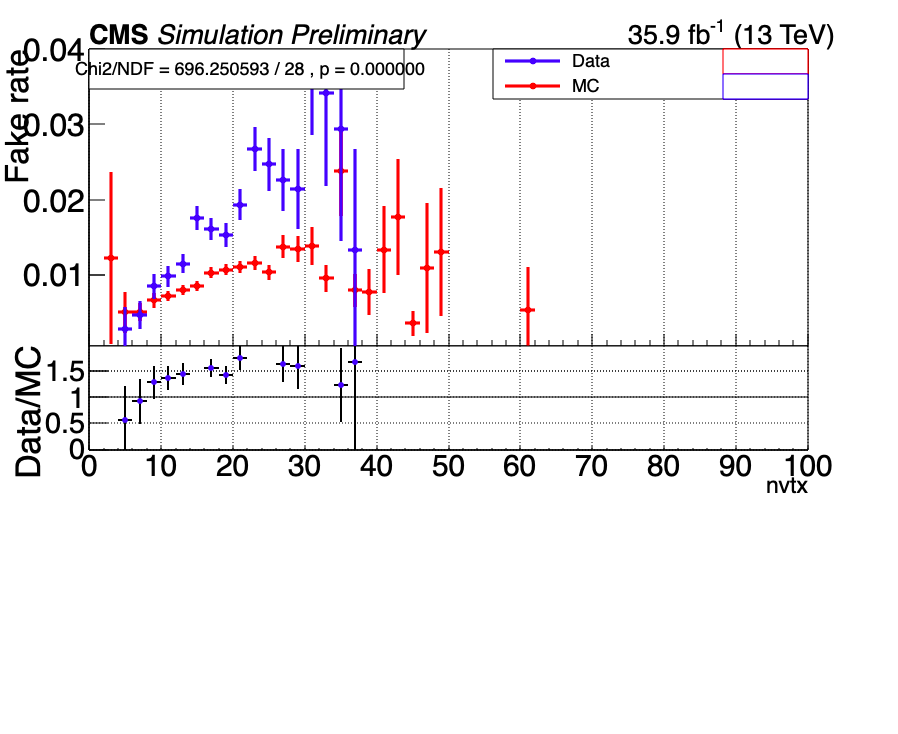 CMS Simulation Preliminary
35.9 fb-1 (13 TeV)
Chi2/NDF = 696.250593 / 28 , p = 0.000000
Data
MC
Fake rate
0.04
0.03
0.02
0.01
Data/MC
1.5
1
0.5
0
0 10 20 30 40 50 60 70 80 90 100
nvtx